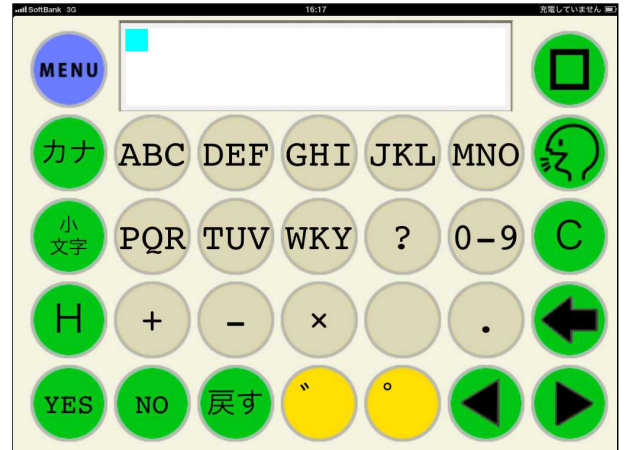 SoftBank 3G 16:17 充電していません
MENU
カナ ABC DEF GHI JKL MNO
小
文字 PQR TUV WKY ? 0-9 C
H + - × .
YES NO 戻す ゛ ゜